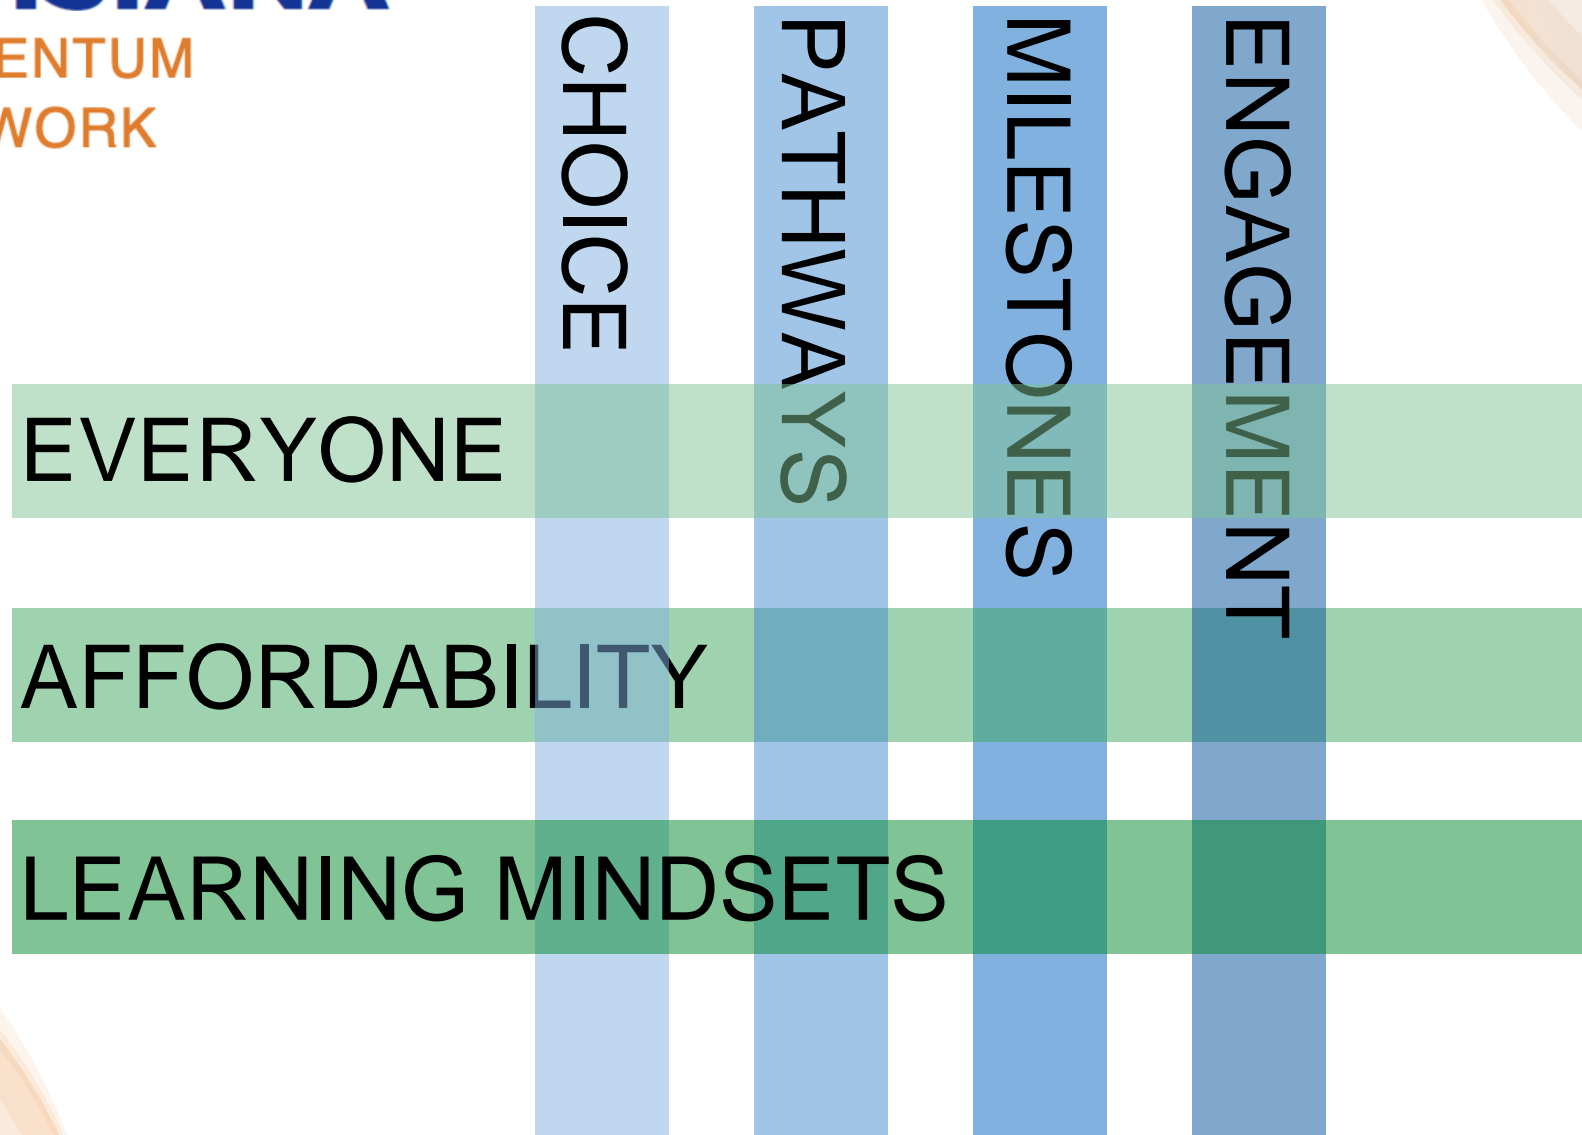 ENTUM
WORK
CHOICE
PATHWAYS
MILESTONES
ENGAGEMENT
EVERYONE
AFFORDABILITY
LEARNING MINDSETS